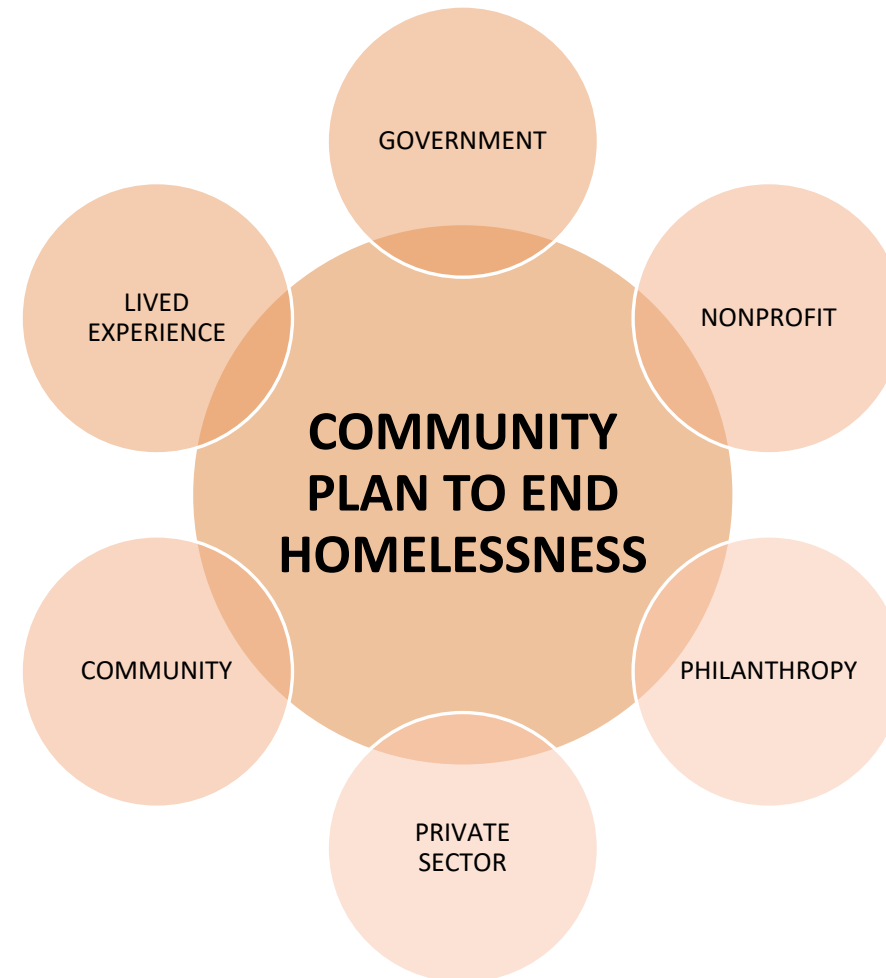 GOVERNMENT
NONPROFIT
PHILANTHROPY
PRIVATE
SECTOR
COMMUNITY
LIVED
EXPERIENCE
COMMUNITY
PLAN TO END
HOMELESSNESS